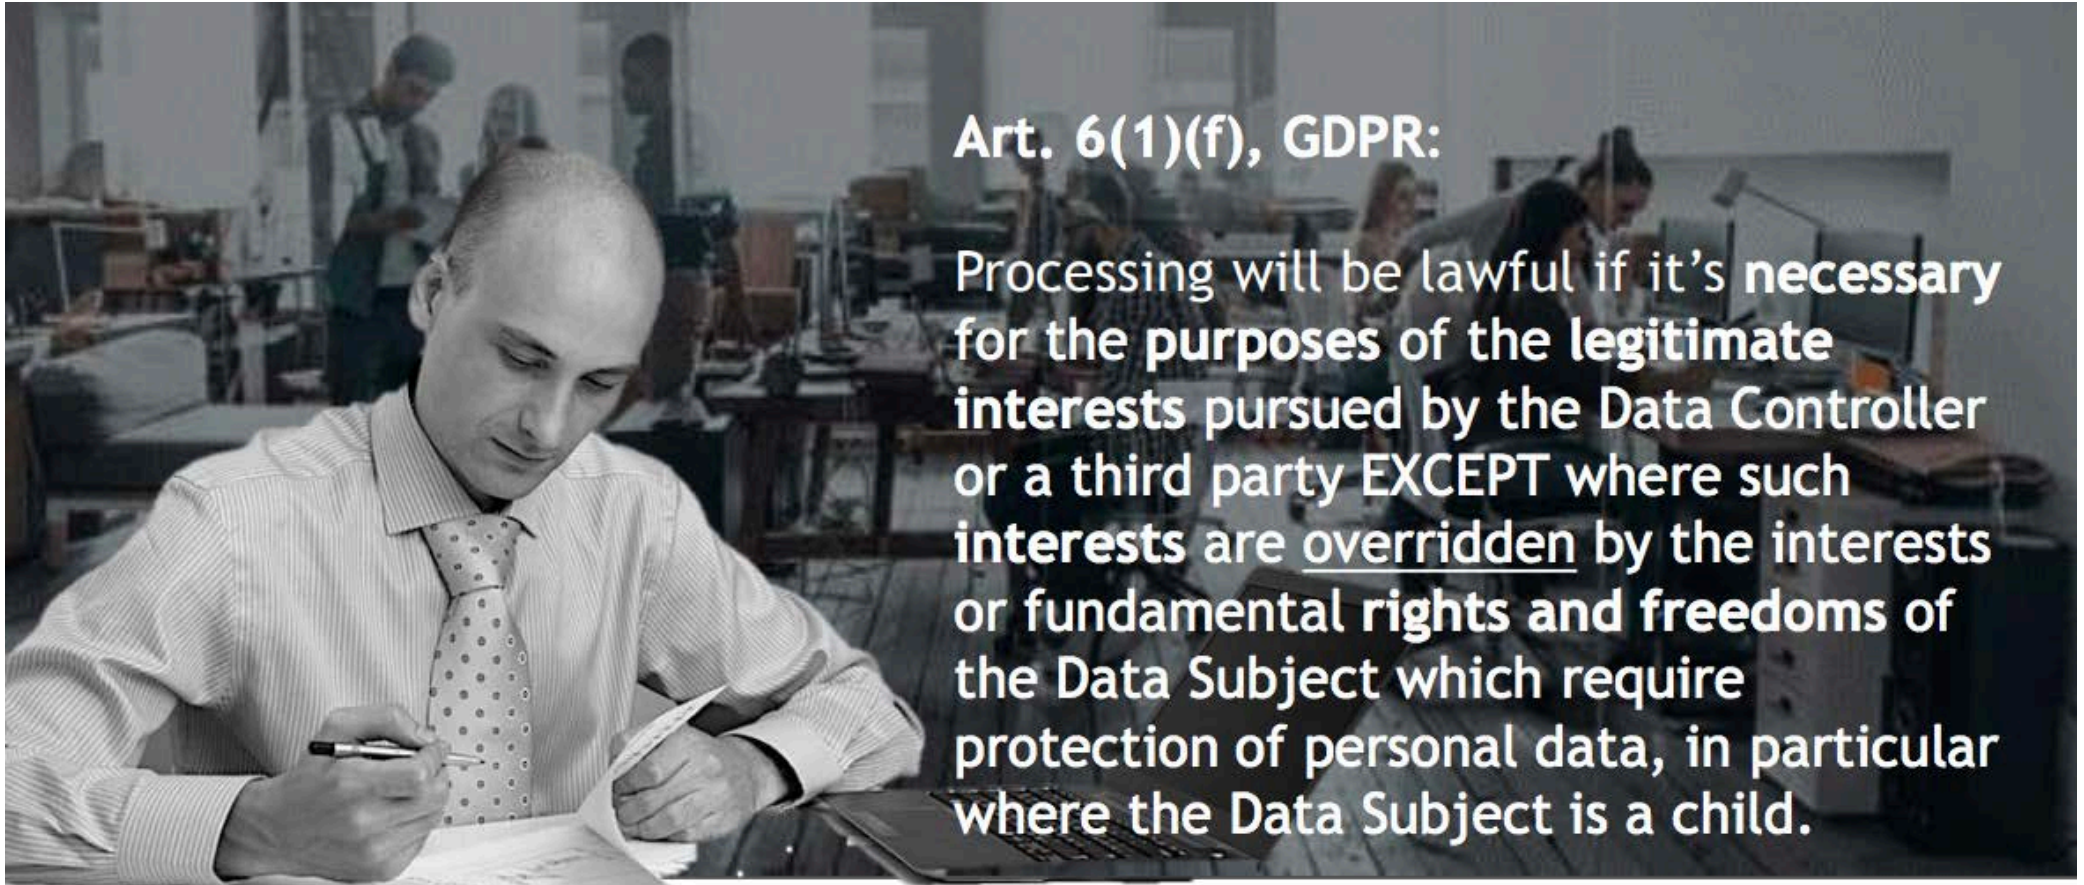 Art. 6(1)(f), GDPR:
Processing will be lawful if it's necessary
for the purposes of the legitimate
interests pursued by the Data Controller
or a third party EXCEPT where such
interests are overridden by the interests
or fundamental rights and freedoms of
the Data Subject which require
protection of personal data, in particular
where the Data Subject is a child.